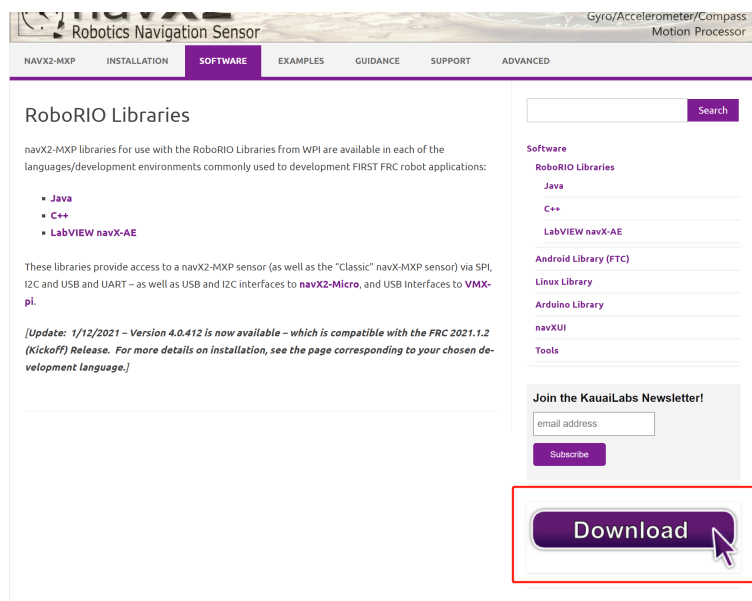 navX2
Robotics Navigation Sensor
Gyro/Accelerometer/Compass
Motion Processor
NAVX2-MXP INSTALLATION SOFTWARE EXAMPLES GUIDANCE SUPPORT ADVANCED
RoboRIO Libraries
navX2-MXP libraries for use with the RoboRIO Libraries from WPI are available in each of the
languages/development environments commonly used to development FIRST FRC robot applications:
Java
C++
LabVIEW navX-AE
These libraries provide access to a navX2-MXP sensor (as well as the “Classic” navX-MXP sensor) via SPI,
I2C and USB and UART – as well as USB and I2C interfaces to navX2-Micro, and USB Interfaces to VMX-
pi.
[Update: 1/12/2021 – Version 4.0.412 is now available – which is compatible with the FRC 2021.1.2
(Kickoff) Release. For more details on installation, see the page corresponding to your chosen de-
velopment language.]
Search
Software
RoboRIO Libraries
Java
C++
LabVIEW navX-AE
Android Library (FTC)
Linux Library
Arduino Library
navXUI
Tools
Join the KauaiLabs Newsletter!
email address
Subscribe
Download